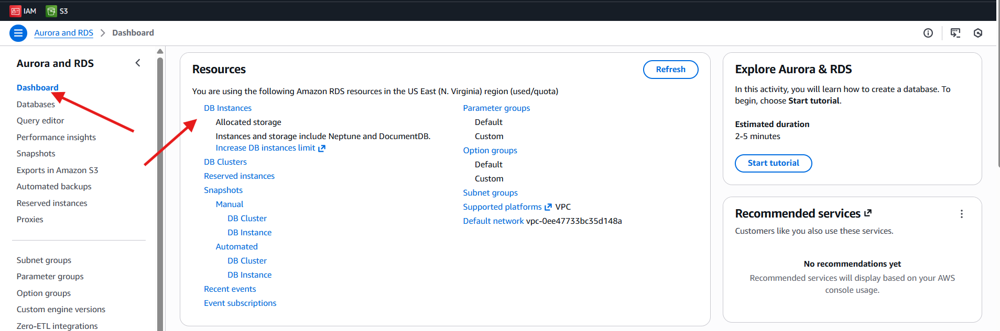 IAM S3
Aurora and RDS Dashboard
Aurora and RDS
Dashboard
Databases
Query editor
Performance insights
Snapshots
Exports in Amazon S3
Automated backups
Reserved instances
Proxies
Subnet groups
Parameter groups
Option groups
Custom engine versions
Zero-ETL integrations
Resources
Refresh
You are using the following Amazon RDS resources in the US East (N. Virginia) region (used/quota)
DB Instances
Allocated storage
Instances and storage include Neptune and DocumentDB.
Increase DB instances limit
DB Clusters
Reserved instances
Snapshots
Manual
DB Cluster
DB Instance
Automated
DB Cluster
DB Instance
Recent events
Event subscriptions
Parameter groups
Default
Custom
Option groups
Default
Custom
Subnet groups
Supported platforms VPC
Default network vpc-0ee47733bc35d148a
Explore Aurora & RDS
In this activity, you will learn how to create a database. To
begin, choose Start tutorial.
Estimated duration
2-5 minutes
Start tutorial
Recommended services
Customers like you also use these services.
No recommendations yet
Recommended services will display based on your AWS
console usage.